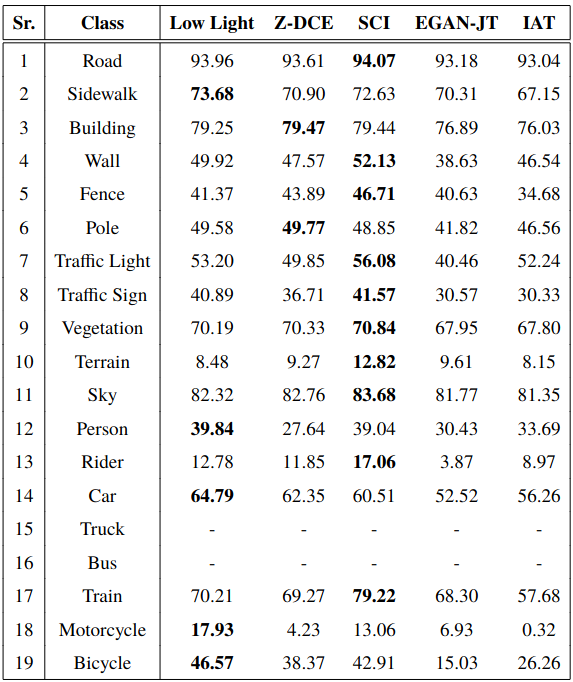 Sr. Class Low Light Z-DCE SCI EGAN-JT IAT
1 Road 93.96 93.61 94.07 93.18 93.04
2 Sidewalk 73.68 70.90 72.63 70.31 67.15
3 Building 79.25 79.47 79.44 76.89 76.03
4 Wall 49.92 47.57 52.13 38.63 46.54
5 Fence 41.37 43.89 46.71 40.63 34.68
6 Pole 49.58 49.77 48.85 41.82 46.56
7 Traffic Light 53.20 49.85 56.08 40.46 52.24
8 Traffic Sign 40.89 36.71 41.57 30.57 30.33
9 Vegetation 70.19 70.33 70.84 67.95 67.80
10 Terrain 8.48 9.27 12.82 9.61 8.15
11 Sky 82.32 82.76 83.68 81.77 81.35
12 Person 39.84 27.64 39.04 30.43 33.69
13 Rider 12.78 11.85 17.06 3.87 8.97
14 Car 64.79 62.35 60.51 52.52 56.26
15 Truck - - - - -
16 Bus - - - - -
17 Train 70.21 69.27 79.22 68.30 57.68
18 Motorcycle 17.93 4.23 13.06 6.93 0.32
19 Bicycle 46.57 38.37 42.91 15.03 26.26